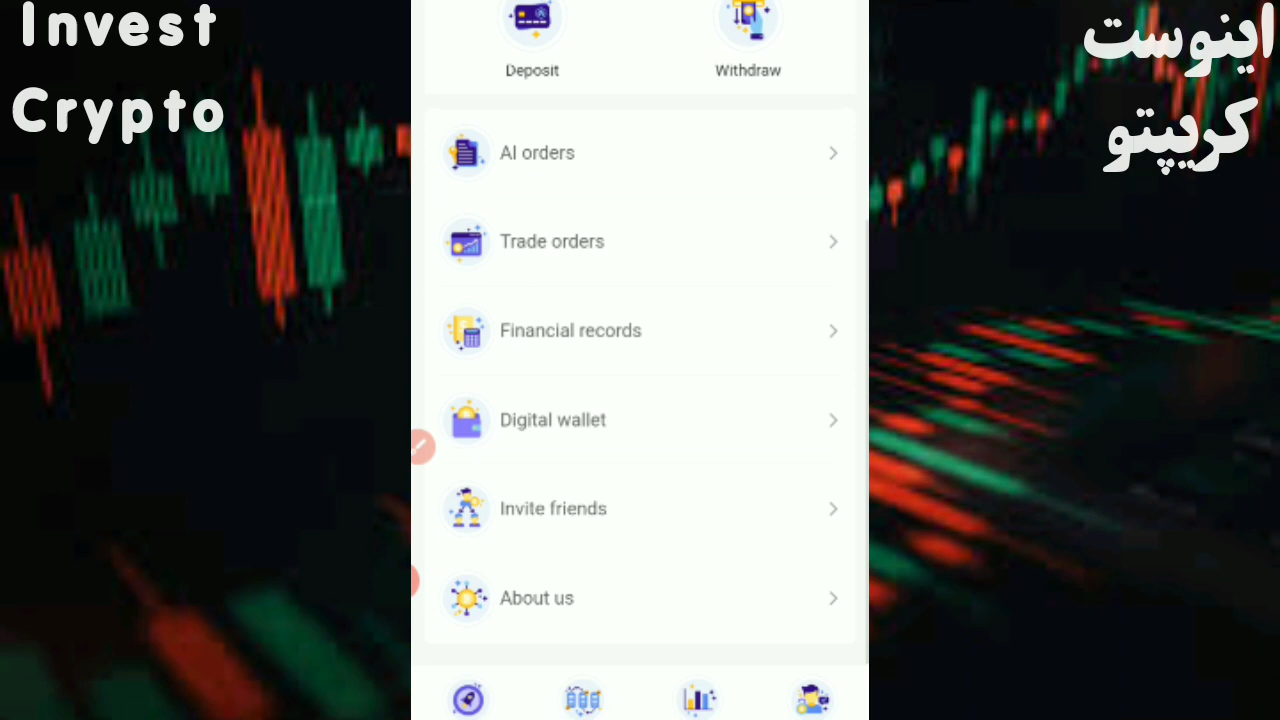 Invest
Crypto
اینوست
کریپتو
Deposit
Withdraw
AI orders
Trade orders
Financial records
Digital wallet
Invite friends
About us